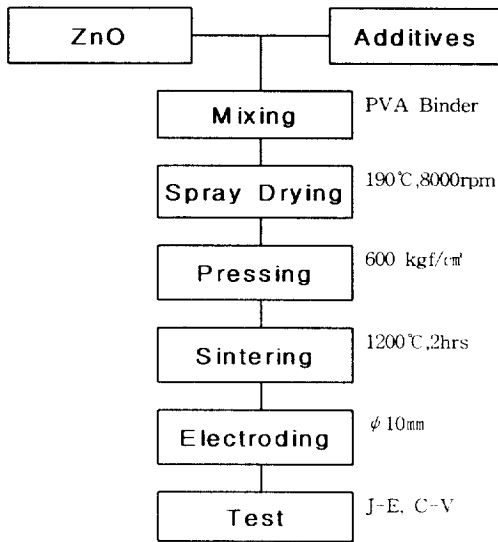 ZnO
Additives
Mixing
PVA Binder
Spray Drying
190℃,8000rpm
Pressing
600 kgf/㎠
Sintering
1200℃,2hrs
Electroding
φ10㎜
Test
J-E, C-V